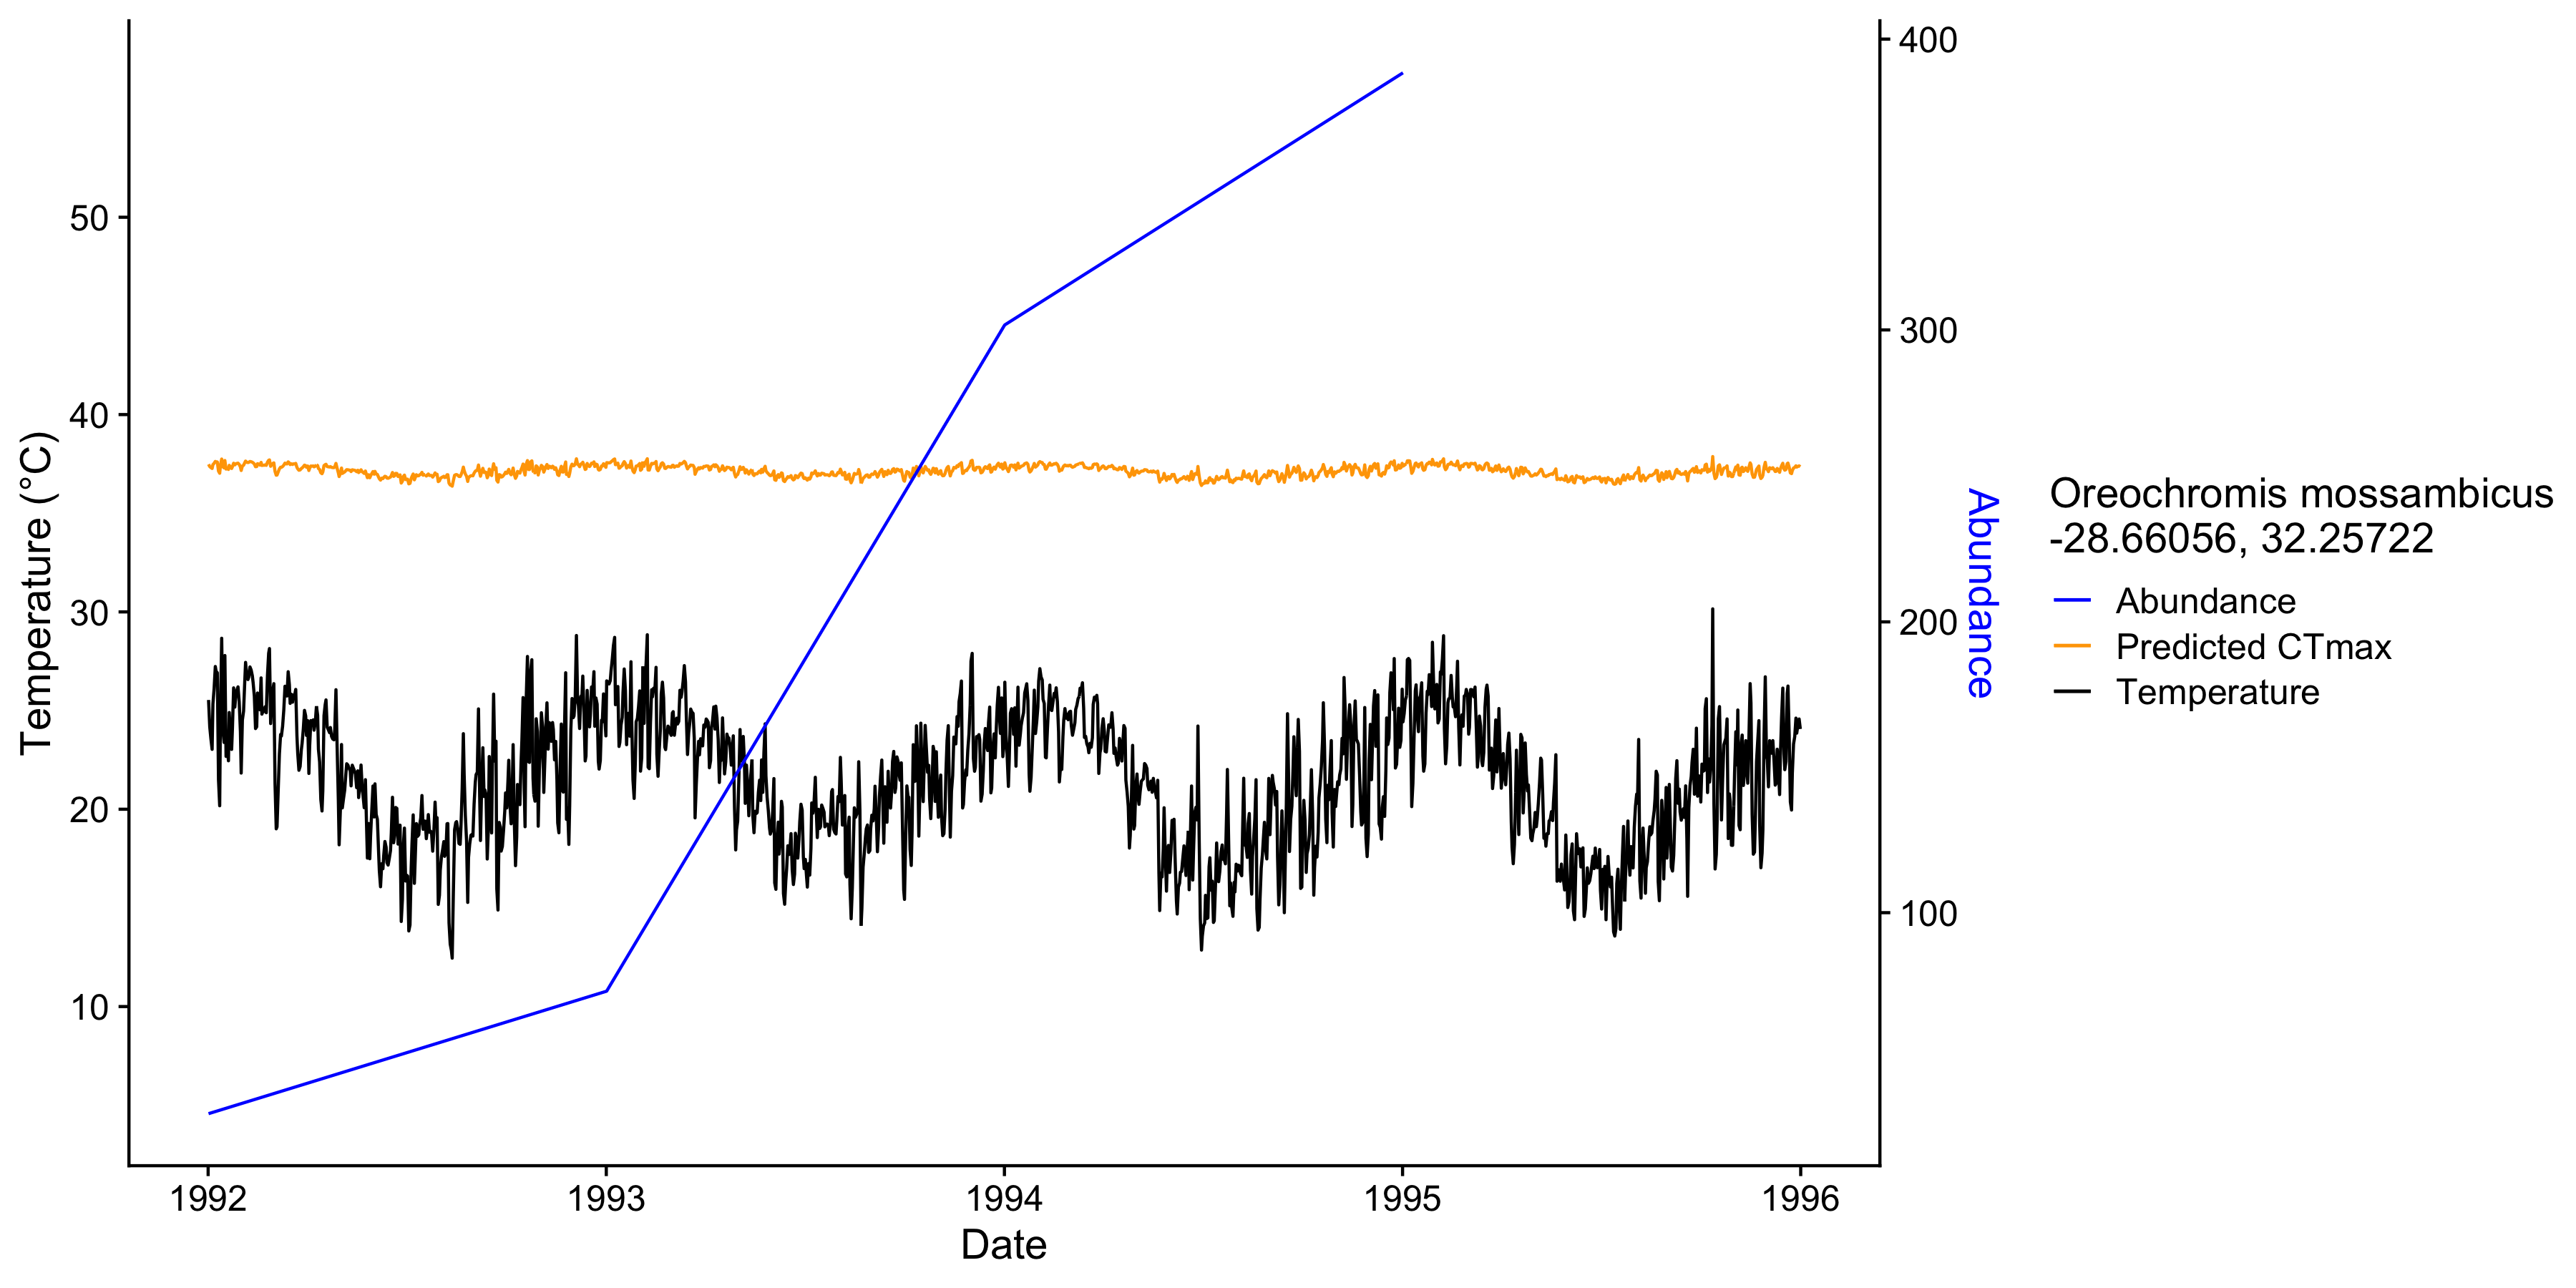 Temperature (°C)
50
40
30
20
10
1992
1993
1994
1995
1996
Date
400
300
200
100
Abundance
Oreochromis mossambicus
-28.66056, 32.25722
Abundance
Predicted CTmax
Temperature